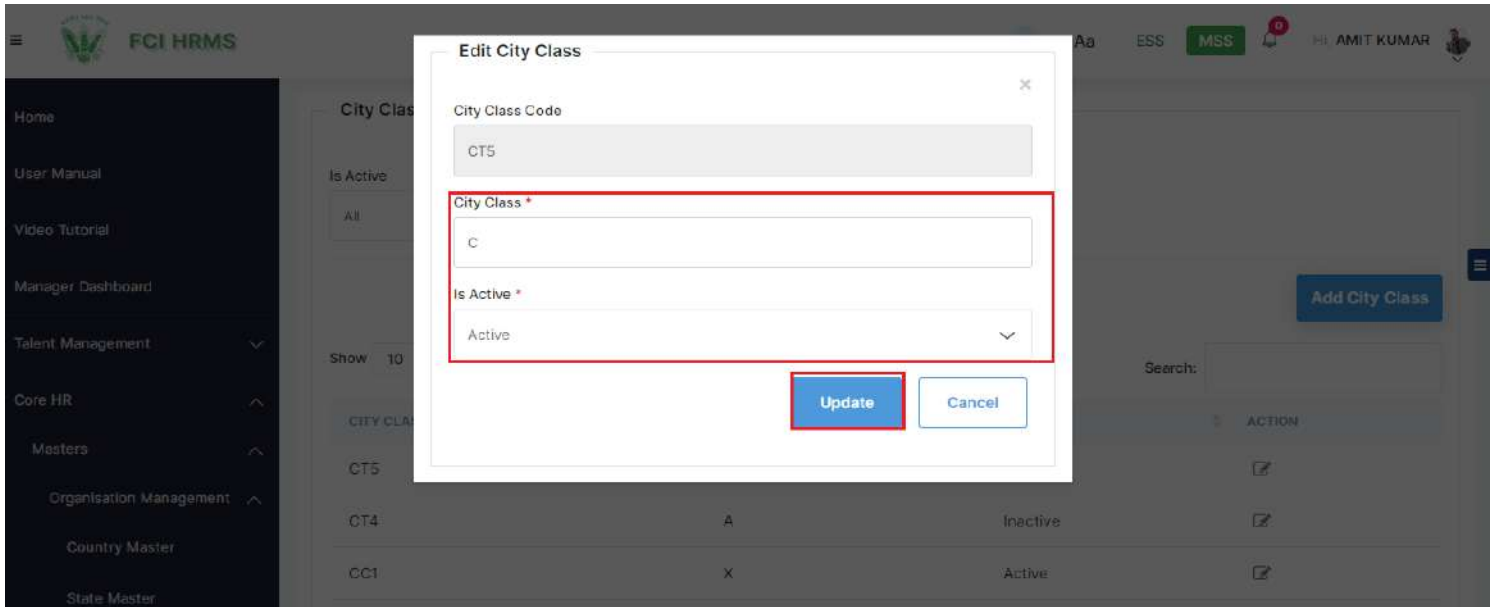 FCI HRMS
Aa ESS MSS 0 Hi, AMIT KUMAR
Home
User Manual
Video Tutorial
Manager Dashboard
Talent Management
Core HR
Masters
Organisation Management
Country Master
State Master
City Clas
Is Active
All
Add City Class
Show 10
Search:
CITY CLA ACTION
CT5
CT4 A Inactive
CC1 X Active
Edit City Class
×
City Class Code
CT5
City Class *
C
Is Active *
Active
Update Cancel